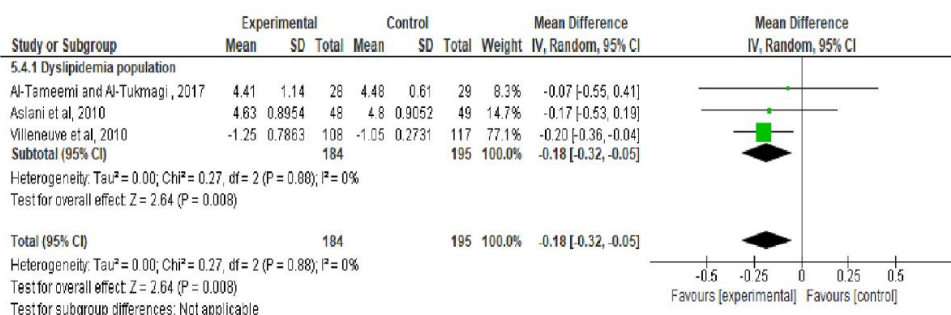 Experimental Control Mean Difference Mean Difference
Study or Subgroup Mean SD Total Mean SD Total Weight IV, Random, 95% CI IV, Random, 95% CI
5.4.1 Dyslipidemia population
Al-Tameemi and Al-Tukmagi , 2017 4.41 1.14 28 4.48 0.61 29 8.3% -0.07 [-0.55, 0.41]
Aslani et al, 2010 4.63 0.8954 48 4.8 0.9052 49 14.7% -0.17 [-0.53, 0.19]
Villeneuve et al, 2010 -1.25 0.7863 108 -1.05 0.2731 117 77.1% -0.20 [-0.36, -0.04]
Subtotal (95% CI) 184 195 100.0% -0.18 [-0.32, -0.05]
Heterogeneity: Tau² = 0.00; Chi² = 0.27, df = 2 (P = 0.88); I² = 0%
Test for overall effect: Z = 2.64 (P = 0.008)
Total (95% CI) 184 195 100.0% -0.18 [-0.32, -0.05]
Heterogeneity: Tau² = 0.00; Chi² = 0.27, df = 2 (P = 0.88); I² = 0%
Test for overall effect: Z = 2.64 (P = 0.008)
Test for subgroup differences: Not applicable
-0.5 -0.25 0 0.25 0.5
Favours [experimental] Favours [control]